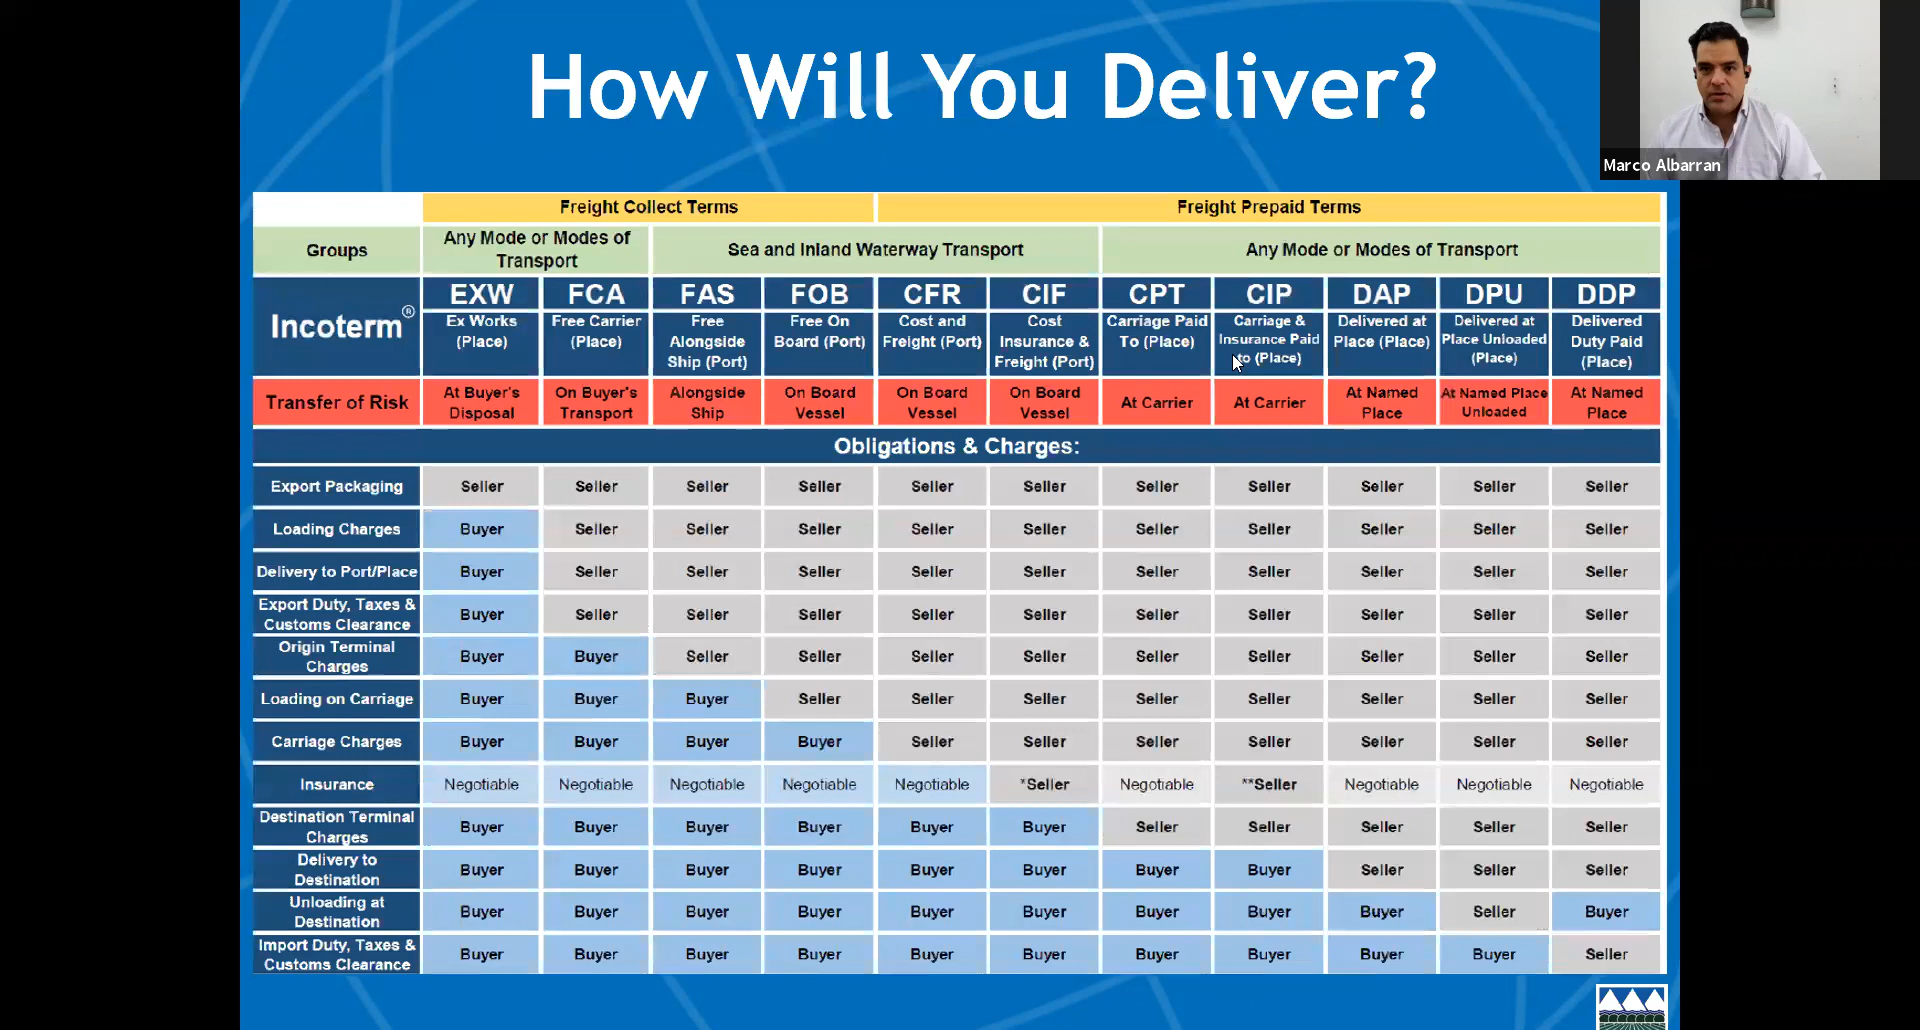 How Will You Deliver?
Marco Albarran
Freight Collect Terms Freight Prepaid Terms
Groups Any Mode or Modes of Transport Sea and Inland Waterway Transport Any Mode or Modes of Transport
Incoterm® EXW FCA FAS FOB CFR CIF CPT CIP DAP DPU DDP
Ex Works (Place) Free Carrier (Place) Free Alongside Ship (Port) Free On Board (Port) Cost and Freight (Port) Cost Insurance & Freight (Port) Carriage Paid To (Place) Carriage & Insurance Paid to (Place) Delivered at Place (Place) Delivered at Place Unloaded (Place) Delivered Duty Paid (Place)
Transfer of Risk At Buyer's Disposal On Buyer's Transport Alongside Ship On Board Vessel On Board Vessel On Board Vessel At Carrier At Carrier At Named Place At Named Place Unloaded At Named Place
Obligations & Charges:
Export Packaging Seller Seller Seller Seller Seller Seller Seller Seller Seller Seller Seller
Loading Charges Buyer Seller Seller Seller Seller Seller Seller Seller Seller Seller Seller
Delivery to Port/Place Buyer Seller Seller Seller Seller Seller Seller Seller Seller Seller Seller
Export Duty, Taxes & Customs Clearance Buyer Seller Seller Seller Seller Seller Seller Seller Seller Seller Seller
Origin Terminal Charges Buyer Buyer Seller Seller Seller Seller Seller Seller Seller Seller Seller
Loading on Carriage Buyer Buyer Buyer Seller Seller Seller Seller Seller Seller Seller Seller
Carriage Charges Buyer Buyer Buyer Buyer Seller Seller Seller Seller Seller Seller Seller
Insurance Negotiable Negotiable Negotiable Negotiable Negotiable *Seller Negotiable **Seller Negotiable Negotiable Negotiable
Destination Terminal Charges Buyer Buyer Buyer Buyer Buyer Buyer Seller Seller Seller Seller Seller
Delivery to Destination Buyer Buyer Buyer Buyer Buyer Buyer Buyer Buyer Seller Seller Seller
Unloading at Destination Buyer Buyer Buyer Buyer Buyer Buyer Buyer Buyer Buyer Seller Buyer
Import Duty, Taxes & Customs Clearance Buyer Buyer Buyer Buyer Buyer Buyer Buyer Buyer Buyer Buyer Seller